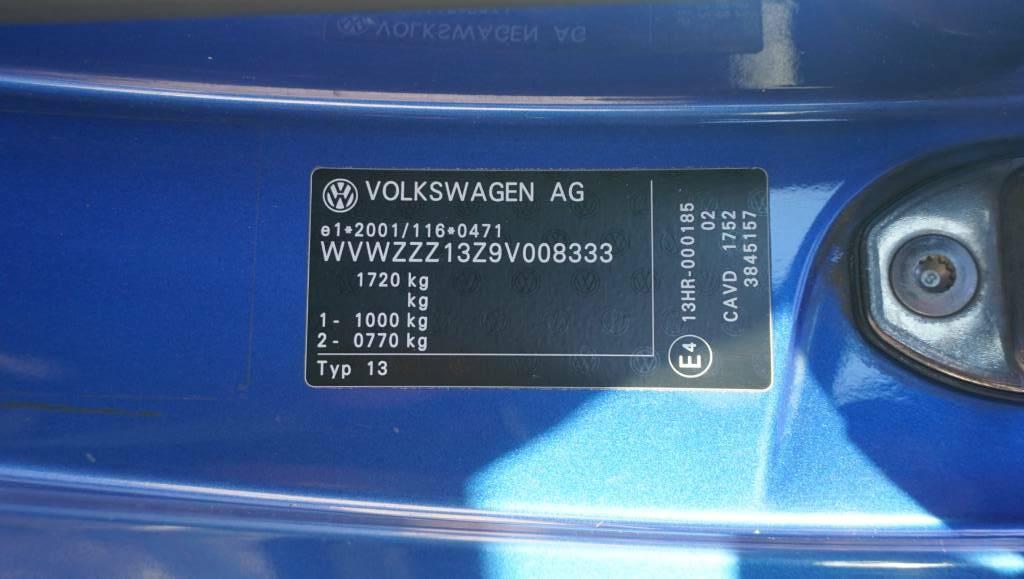 VOLKSWAGEN AG
VOLKSWAGEN AG
e1*2001/116*0471
WVWZZZ13Z9V008333
1720 kg
kg
1- 1000 kg
2- 0770 kg
Typ 13
E4
13HR-000185
02
CAVD 1752
3845157